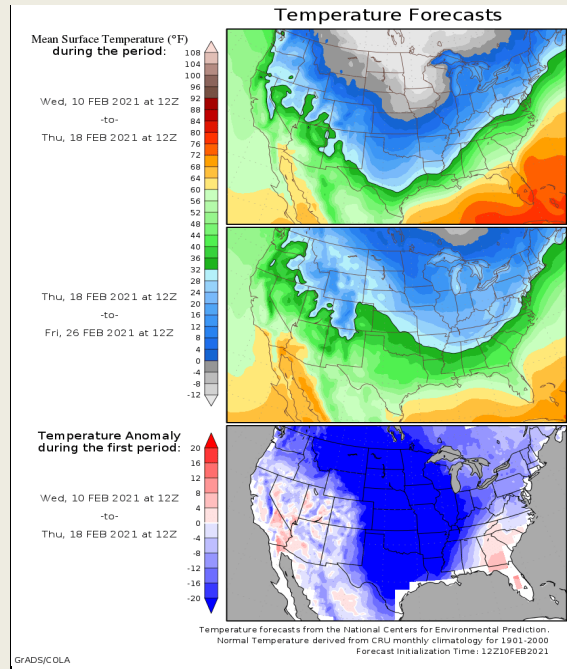 Temperature Forecasts
Mean Surface Temperature (°F)
during the period:
108
104
100
96
92
88
84
80
76
72
68
64
60
56
52
48
44
40
36
32
28
24
20
16
12
8
4
0
-4
-8
-12
Wed, 10 FEB 2021 at 12Z
-to-
Thu, 18 FEB 2021 at 12Z
Thu, 18 FEB 2021 at 12Z
-to-
Fri, 26 FEB 2021 at 12Z
Temperature Anomaly
during the first period:
20
16
12
8
4
0
-4
-8
-12
-16
-20
Wed, 10 FEB 2021 at 12Z
-to-
Thu, 18 FEB 2021 at 12Z
Temperature forecasts from the National Centers for Environmental Prediction.
Normal Temperature derived from CRU monthly climatology for 1901-2000
Forecast Initialization Time: 12Z10FEB2021
GrADS/COLA